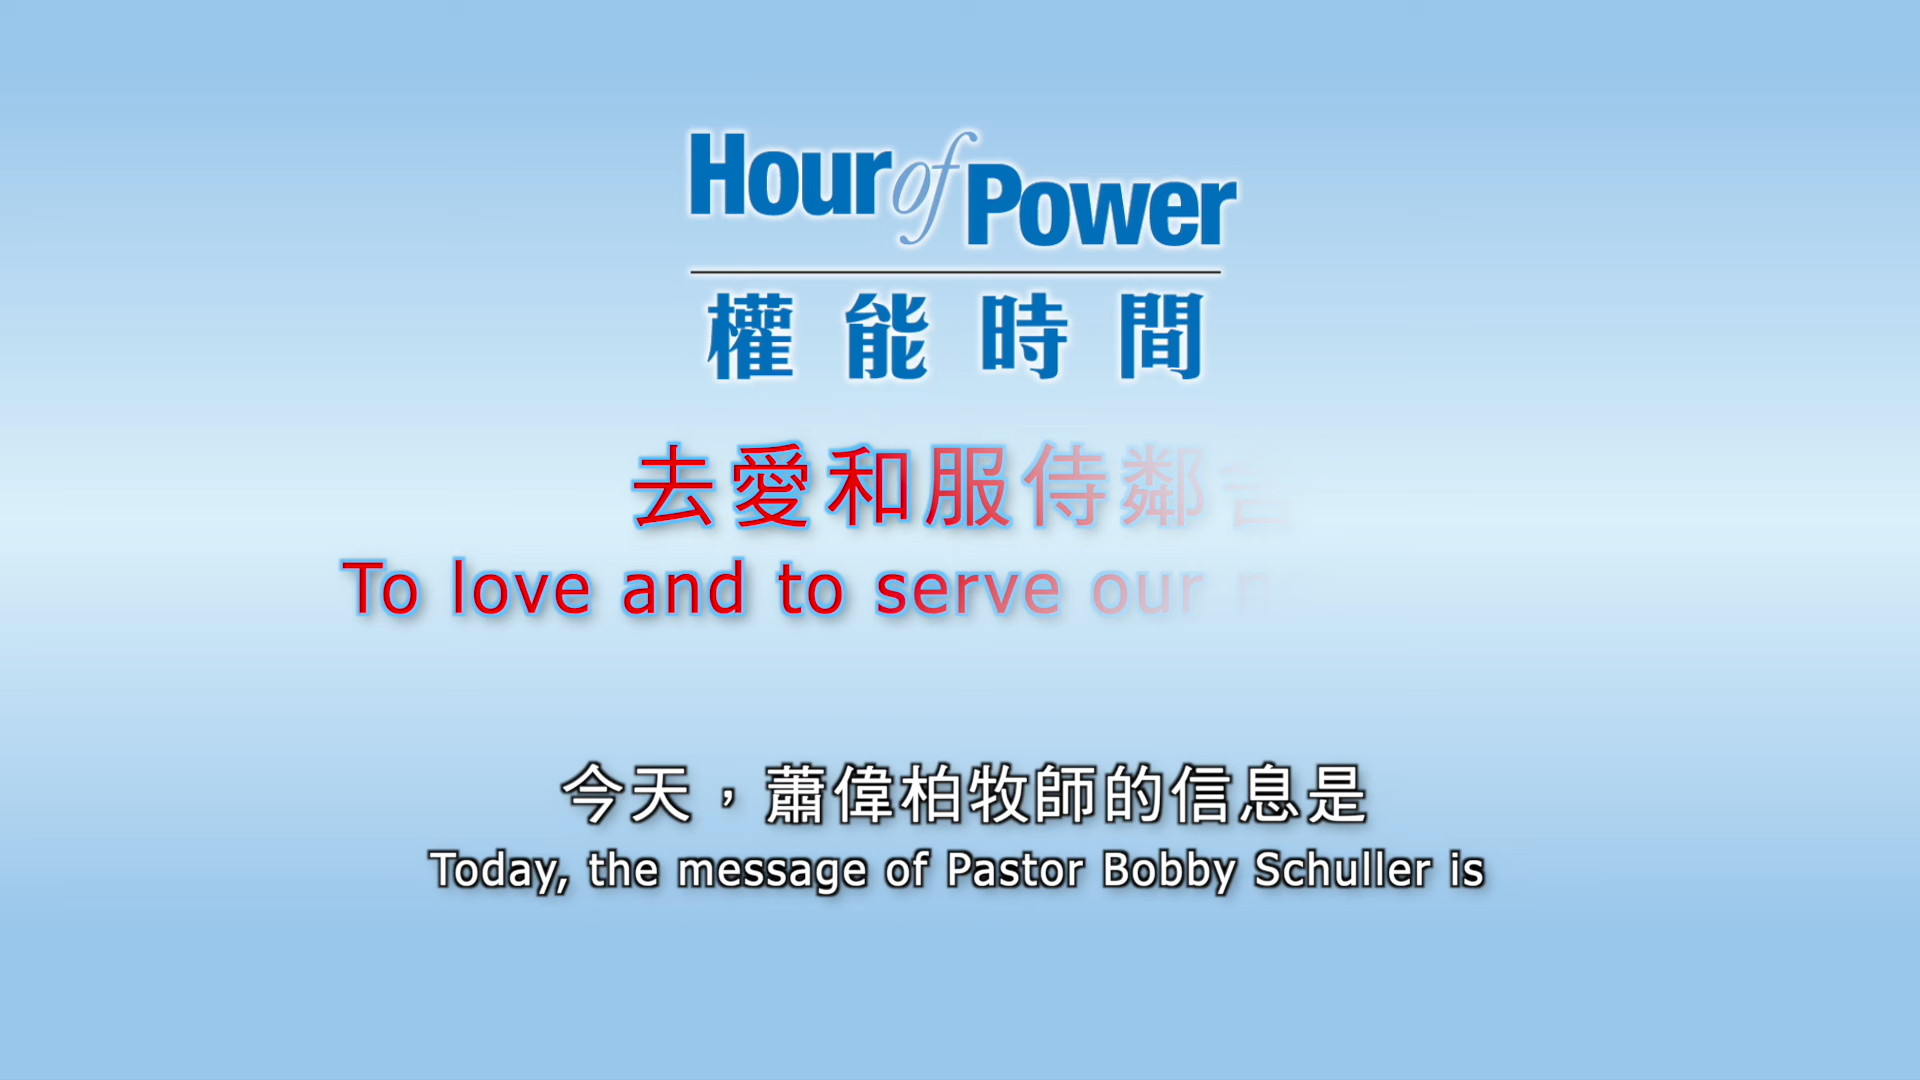 Hour of Power
權能時間
去愛和服侍鄰舍
To love and to serve our
今天，蕭偉柏牧師的信息是
Today, the message of Pastor Bobby Schuller is